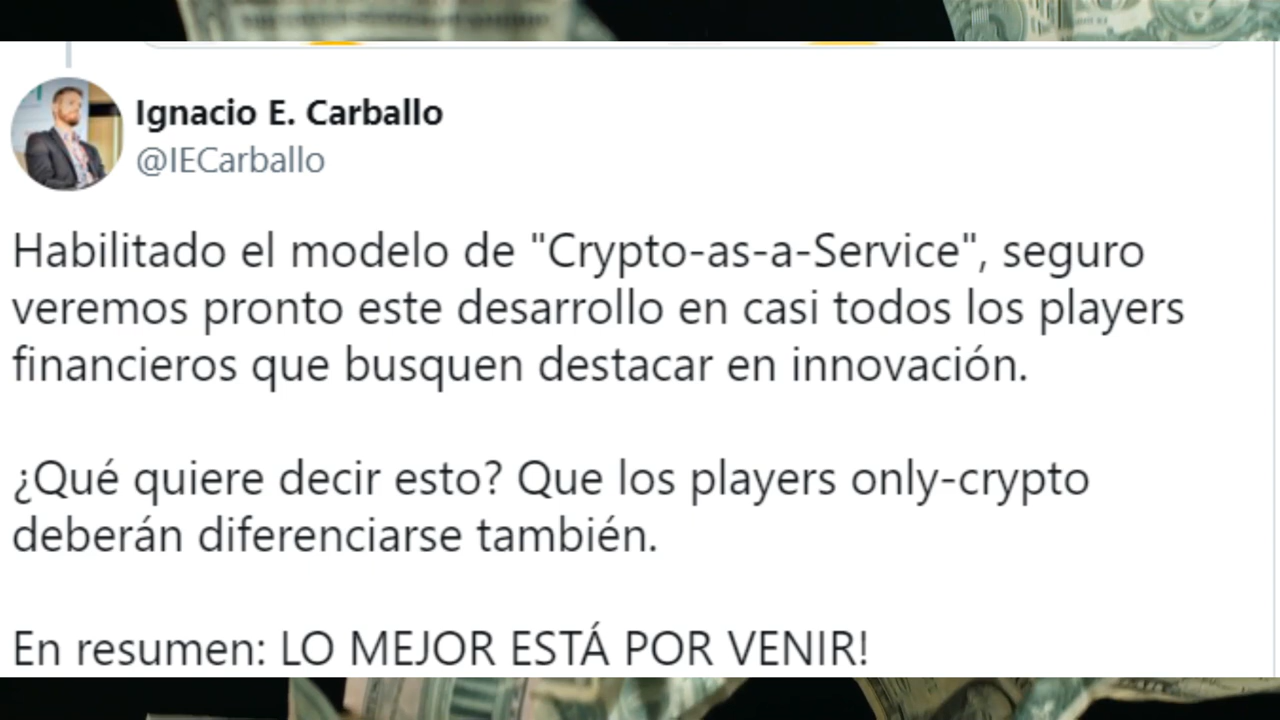 Ignacio E. Carballo
@IECarballo
Habilitado el modelo de "Crypto-as-a-Service", seguro
veremos pronto este desarrollo en casi todos los players
financieros que busquen destacar en innovación.
¿Qué quiere decir esto? Que los players only-crypto
deberán diferenciarse también.
En resumen: LO MEJOR ESTÁ POR VENIR!